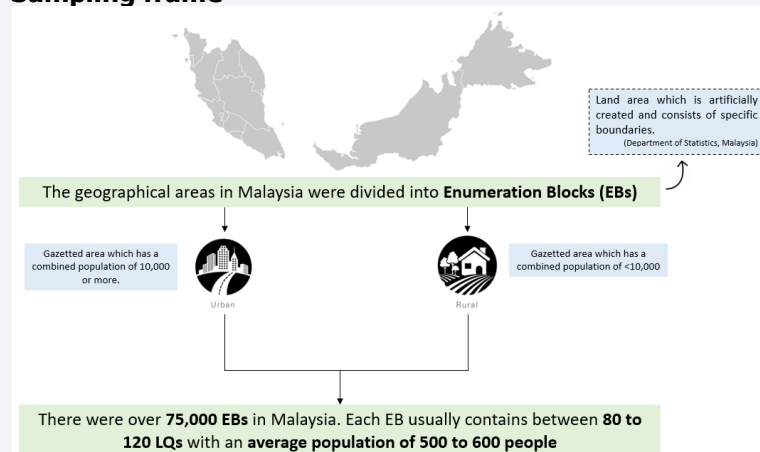 Sampling frame
Land area which is artificially
created and consists of specific
boundaries.
(Department of Statistics, Malaysia)
The geographical areas in Malaysia were divided into Enumeration Blocks (EBs)
Gazetted area which has a
combined population of 10,000
or more.
Urban
Rural
Gazetted area which has a
combined population of <10,000
There were over 75,000 EBs in Malaysia. Each EB usually contains between 80 to
120 LQs with an average population of 500 to 600 people